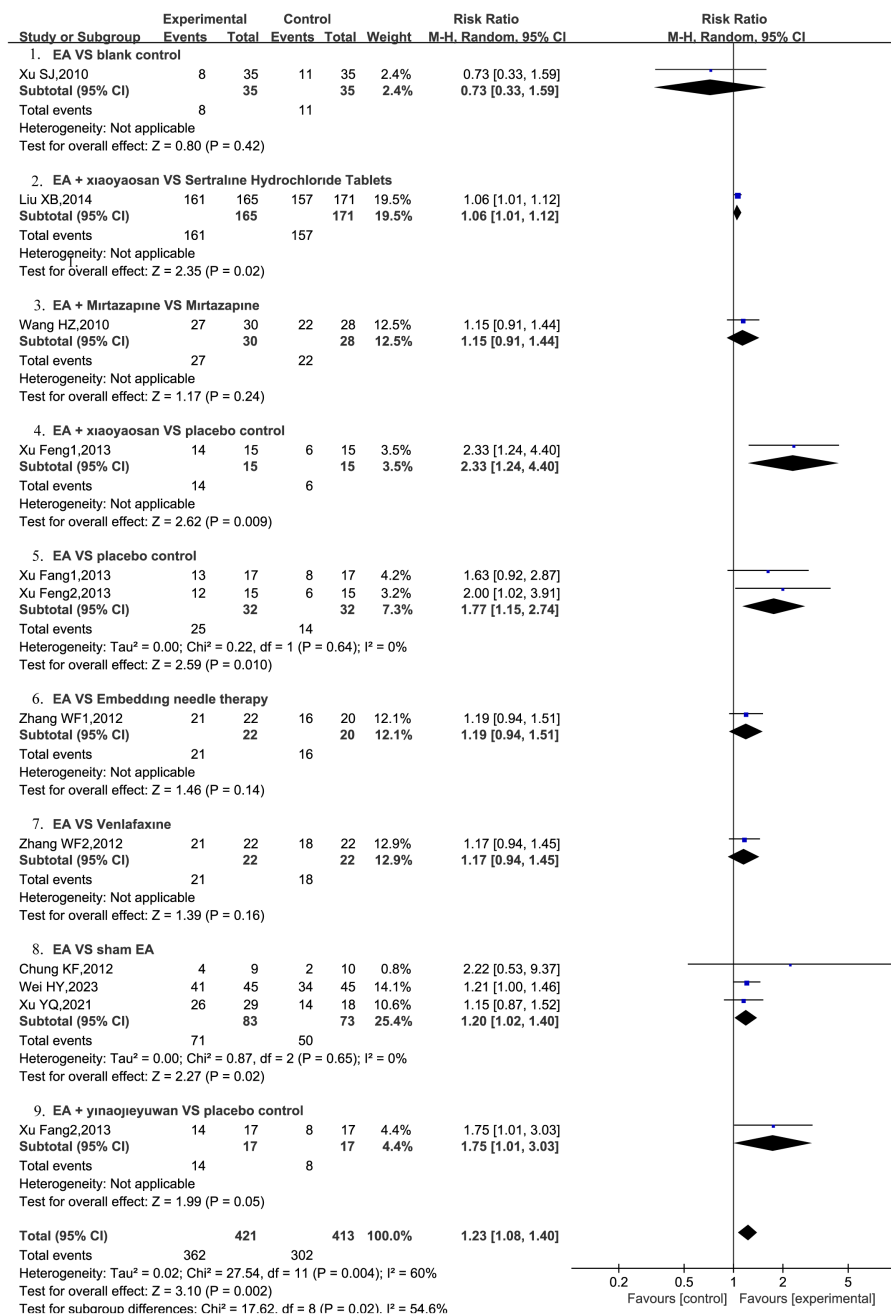 Experimental Control Risk Ratio Risk Ratio
Study or Subgroup Events Total Events Total Weight M-H. Random. 95% CI M-H. Random. 95% CI
1. EA VS blank control
Xu SJ,2010 8 35 11 35 2.4% 0.73 [0.33, 1.59]
Subtotal (95% CI) 35 35 2.4% 0.73 [0.33, 1.59]
Total events 8 11
Heterogeneity: Not applicable
Test for overall effect: Z = 0.80 (P = 0.42)
2. EA + xıaoyaosan VS Sertralıne Hydrochlorıde Tablets
Liu XB,2014 161 165 157 171 19.5% 1.06 [1.01, 1.12]
Subtotal (95% CI) 165 171 19.5% 1.06 [1.01, 1.12]
Total events 161 157
Heterogeneity: Not applicable
Test for overall effect: Z = 2.35 (P = 0.02)
3. EA + Mırtazapıne VS Mırtazapıne
Wang HZ,2010 27 30 22 28 12.5% 1.15 [0.91, 1.44]
Subtotal (95% CI) 30 28 12.5% 1.15 [0.91, 1.44]
Total events 27 22
Heterogeneity: Not applicable
Test for overall effect: Z = 1.17 (P = 0.24)
4. EA + xıaoyaosan VS placebo control
Xu Feng1,2013 14 15 6 15 3.5% 2.33 [1.24, 4.40]
Subtotal (95% CI) 15 15 3.5% 2.33 [1.24, 4.40]
Total events 14 6
Heterogeneity: Not applicable
Test for overall effect: Z = 2.62 (P = 0.009)
5. EA VS placebo control
Xu Fang1,2013 13 17 8 17 4.2% 1.63 [0.92, 2.87]
Xu Feng2,2013 12 15 6 15 3.2% 2.00 [1.02, 3.91]
Subtotal (95% CI) 32 32 7.3% 1.77 [1.15, 2.74]
Total events 25 14
Heterogeneity: Tau² = 0.00; Chi² = 0.22, df = 1 (P = 0.64); I² = 0%
Test for overall effect: Z = 2.59 (P = 0.010)
6. EA VS Embeddıng needle therapy
Zhang WF1,2012 21 22 16 20 12.1% 1.19 [0.94, 1.51]
Subtotal (95% CI) 22 20 12.1% 1.19 [0.94, 1.51]
Total events 21 16
Heterogeneity: Not applicable
Test for overall effect: Z = 1.46 (P = 0.14)
7. EA VS Venlafaxıne
Zhang WF2,2012 21 22 18 22 12.9% 1.17 [0.94, 1.45]
Subtotal (95% CI) 22 22 12.9% 1.17 [0.94, 1.45]
Total events 21 18
Heterogeneity: Not applicable
Test for overall effect: Z = 1.39 (P = 0.16)
8. EA VS sham EA
Chung KF,2012 4 9 2 10 0.8% 2.22 [0.53, 9.37]
Wei HY,2023 41 45 34 45 14.1% 1.21 [1.00, 1.46]
Xu YQ,2021 26 29 14 18 10.6% 1.15 [0.87, 1.52]
Subtotal (95% CI) 83 73 25.4% 1.20 [1.02, 1.40]
Total events 71 50
Heterogeneity: Tau² = 0.00; Chi² = 0.87, df = 2 (P = 0.65); I² = 0%
Test for overall effect: Z = 2.27 (P = 0.02)
9. EA + yınaojıeyuwan VS placebo control
Xu Fang2,2013 14 17 8 17 4.4% 1.75 [1.01, 3.03]
Subtotal (95% CI) 17 17 4.4% 1.75 [1.01, 3.03]
Total events 14 8
Heterogeneity: Not applicable
Test for overall effect: Z = 1.99 (P = 0.05)
Total (95% CI) 421 413 100.0% 1.23 [1.08, 1.40]
Total events 362 302
Heterogeneity: Tau² = 0.02; Chi² = 27.54, df = 11 (P = 0.004); I² = 60%
Test for overall effect: Z = 3.10 (P = 0.002)
Test for subgroup differences: Chi² = 17.62, df = 8 (P = 0.02), I² = 54.6%
0.2 0.5 1 2 5
Favours [control] Favours [experimental]